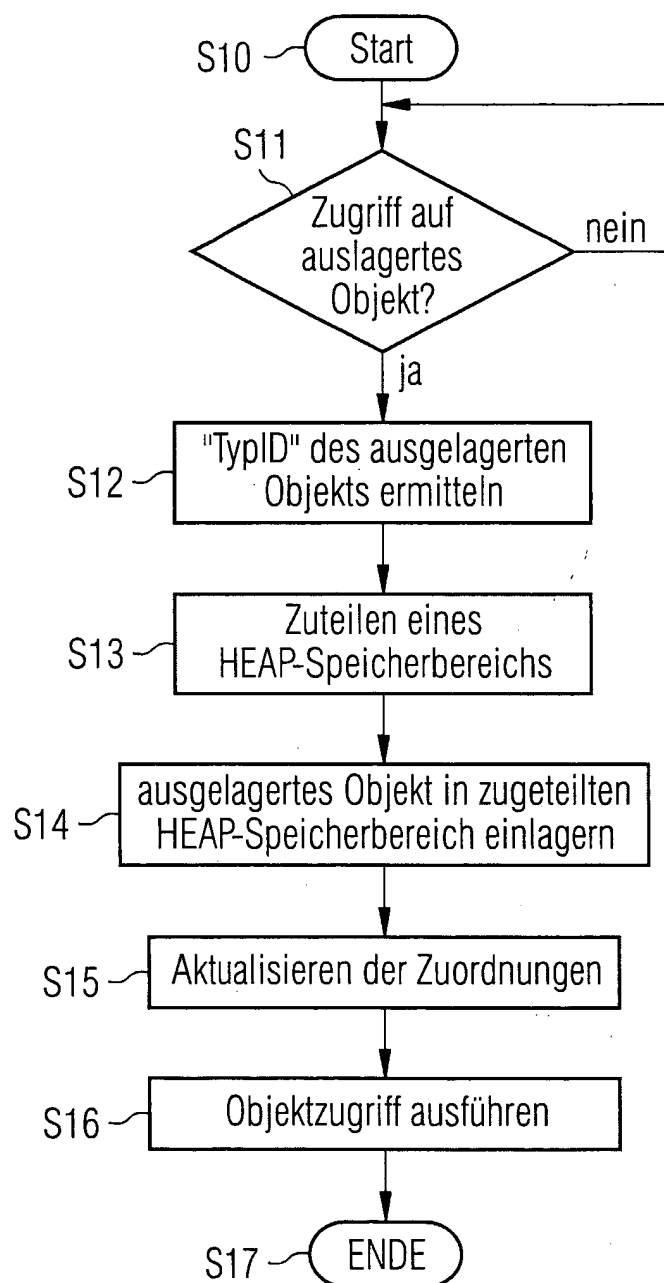 S10
Start
S11
Zugriff auf
auslagertes
Objekt?
nein
ja
S12
"TypID" des ausgelagerten
Objekts ermitteln
S13
Zuteilen eines
HEAP-Speicherbereichs
S14
ausgelagertes Objekt in zugeteilten
HEAP-Speicherbereich einlagern
S15
Aktualisieren der Zuordnungen
S16
Objektzugriff ausführen
S17
ENDE